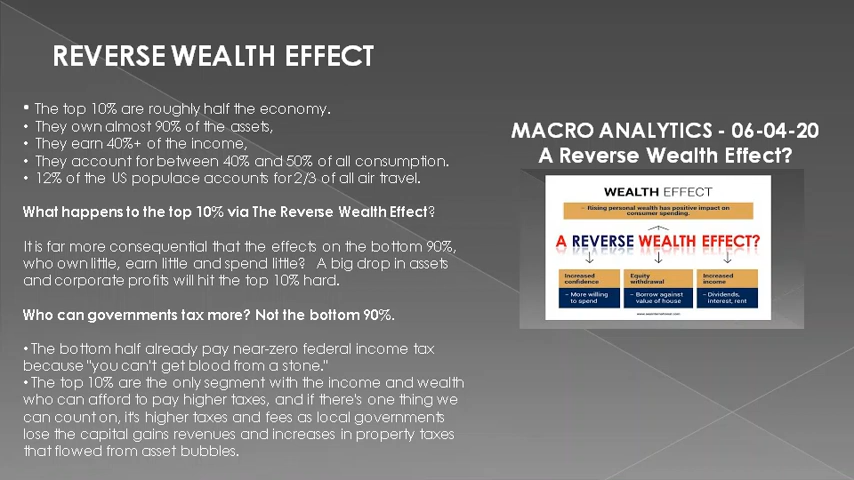 REVERSE WEALTH EFFECT
• The top 10% are roughly half the economy.
• They own almost 90% of the assets,
• They earn 40%+ of the income,
• They account for between 40% and 50% of all consumption.
• 12% of the US populace accounts for 2/3 of all air travel.
What happens to the top 10% via The Reverse Wealth Effect?
It is far more consequential that the effects on the bottom 90%,
who own little, earn little and spend little? A big drop in assets
and corporate profits will hit the top 10% hard.
Who can governments tax more? Not the bottom 90%.
• The bottom half already pay near-zero federal income tax
because "you can't get blood from a stone."
• The top 10% are the only segment with the income and wealth
who can afford to pay higher taxes, and if there's one thing we
can count on, it's higher taxes and fees as local governments
lose the capital gains revenues and increases in property taxes
that flowed from asset bubbles.
MACRO ANALYTICS - 06-04-20
A Reverse Wealth Effect?
WEALTH EFFECT
– Rising personal wealth has positive impact on
consumer spending.
A REVERSE WEALTH EFFECT?
Increased
confidence
– More willing
to spend
Equity
withdrawal
– Borrow against
value of house
Increased
income
– Dividends,
interest, rent